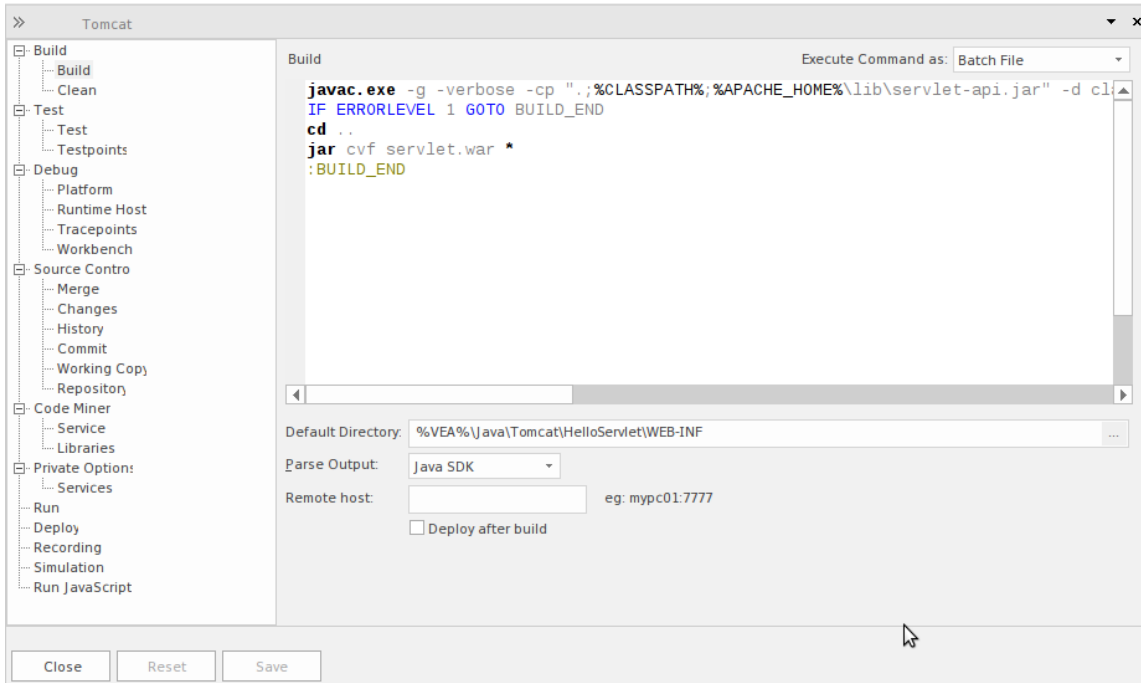 Tomcat
Build
Build
Clean
Test
Test
Testpoints
Debug
Platform
Runtime Host
Tracepoints
Workbench
Source Contro
Merge
Changes
History
Commit
Working Copy
Repository
Code Miner
Service
Libraries
Private Options
Services
Run
Deploy
Recording
Simulation
Run JavaScript
Build
Execute Command as: Batch File
javac.exe -g -verbose -cp ".;%CLASSPATH%;%APACHE_HOME%\lib\servlet-api.jar" -d cla
IF ERRORLEVEL 1 GOTO BUILD_END
cd ..
jar cvf servlet.war *
:BUILD_END
Default Directory: %VEA%\Java\Tomcat\HelloServlet\WEB-INF ...
Parse Output: Java SDK
Remote host: eg: mypc01:7777
Deploy after build
Close Reset Save